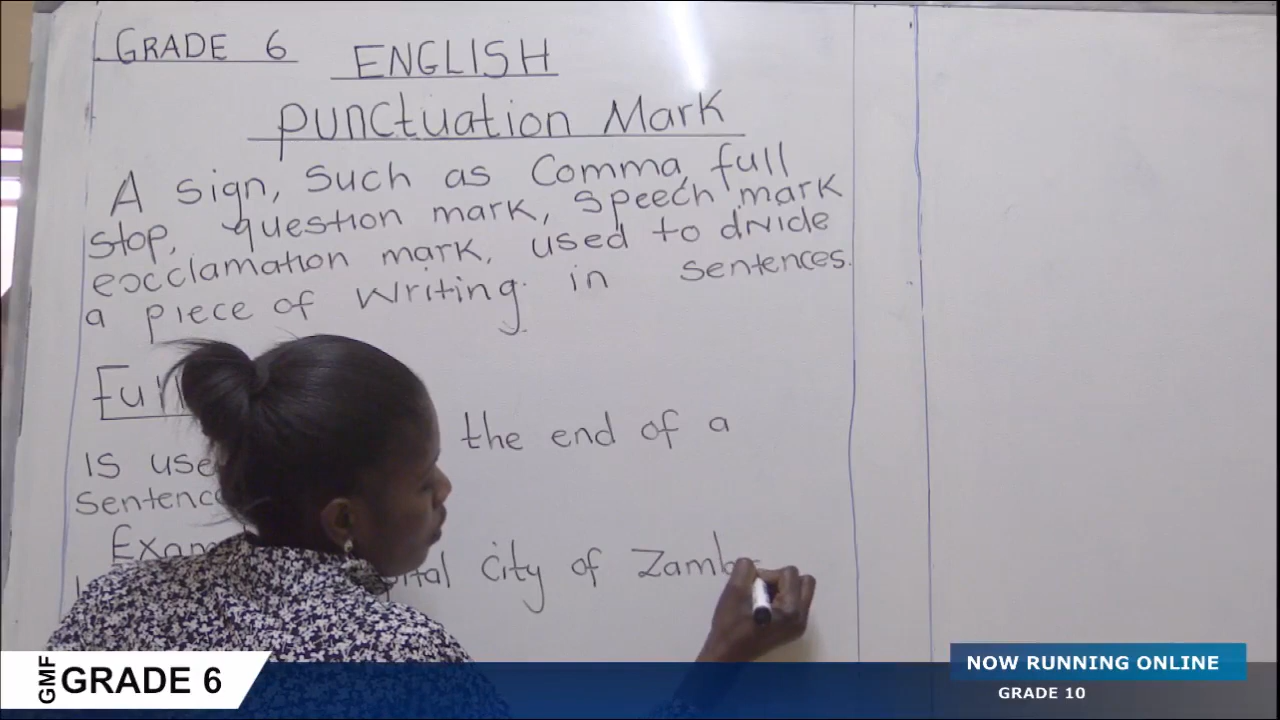 GRADE 6
ENGLISH
Punctuation Mark
A sign, such as Comma, full
stop, question mark, speech mark
exclamation mark, used to divide
a piece of writing. in sentences.
the end of a
is
city of
GMF GRADE 6
NOW RUNNING ONLINE
GRADE 10